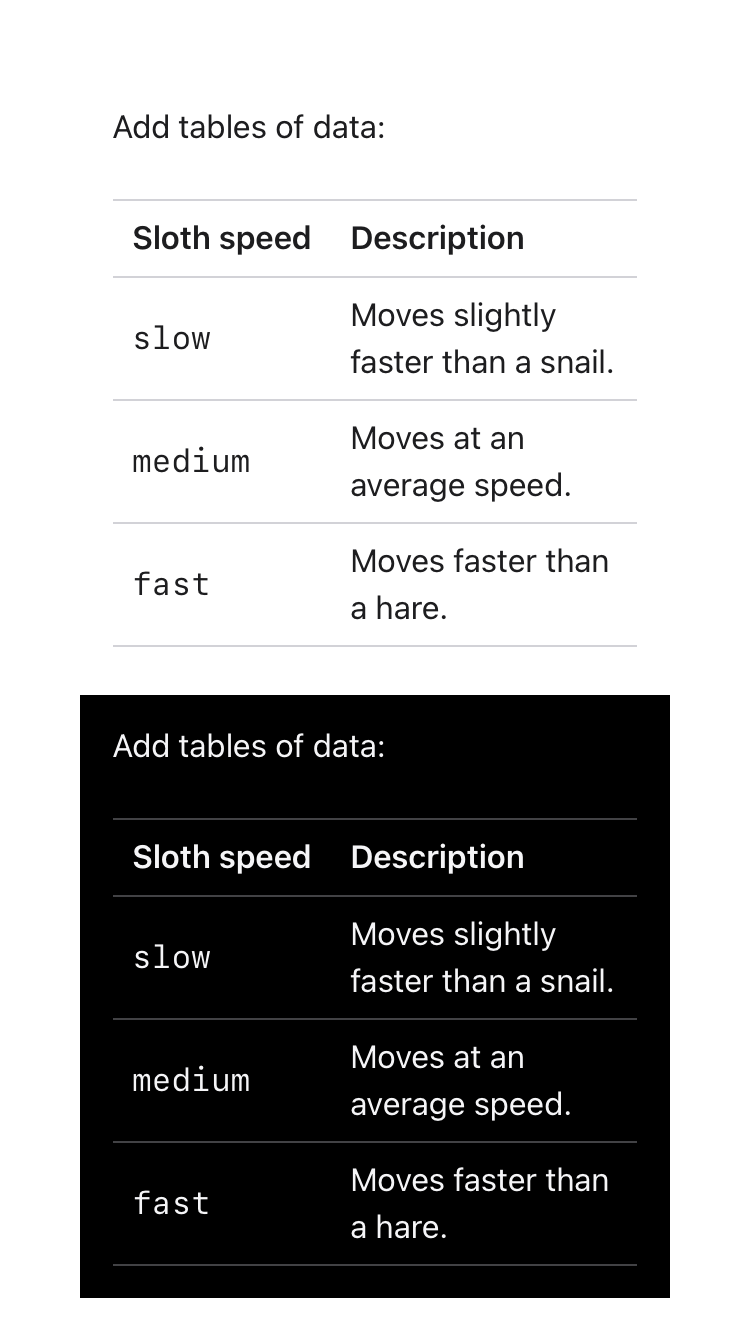 Add tables of data:
Sloth speed Description
slow Moves slightly
faster than a snail.
medium Moves at an
average speed.
fast Moves faster than
a hare.
Add tables of data:
Sloth speed Description
slow Moves slightly
faster than a snail.
medium Moves at an
average speed.
fast Moves faster than
a hare.